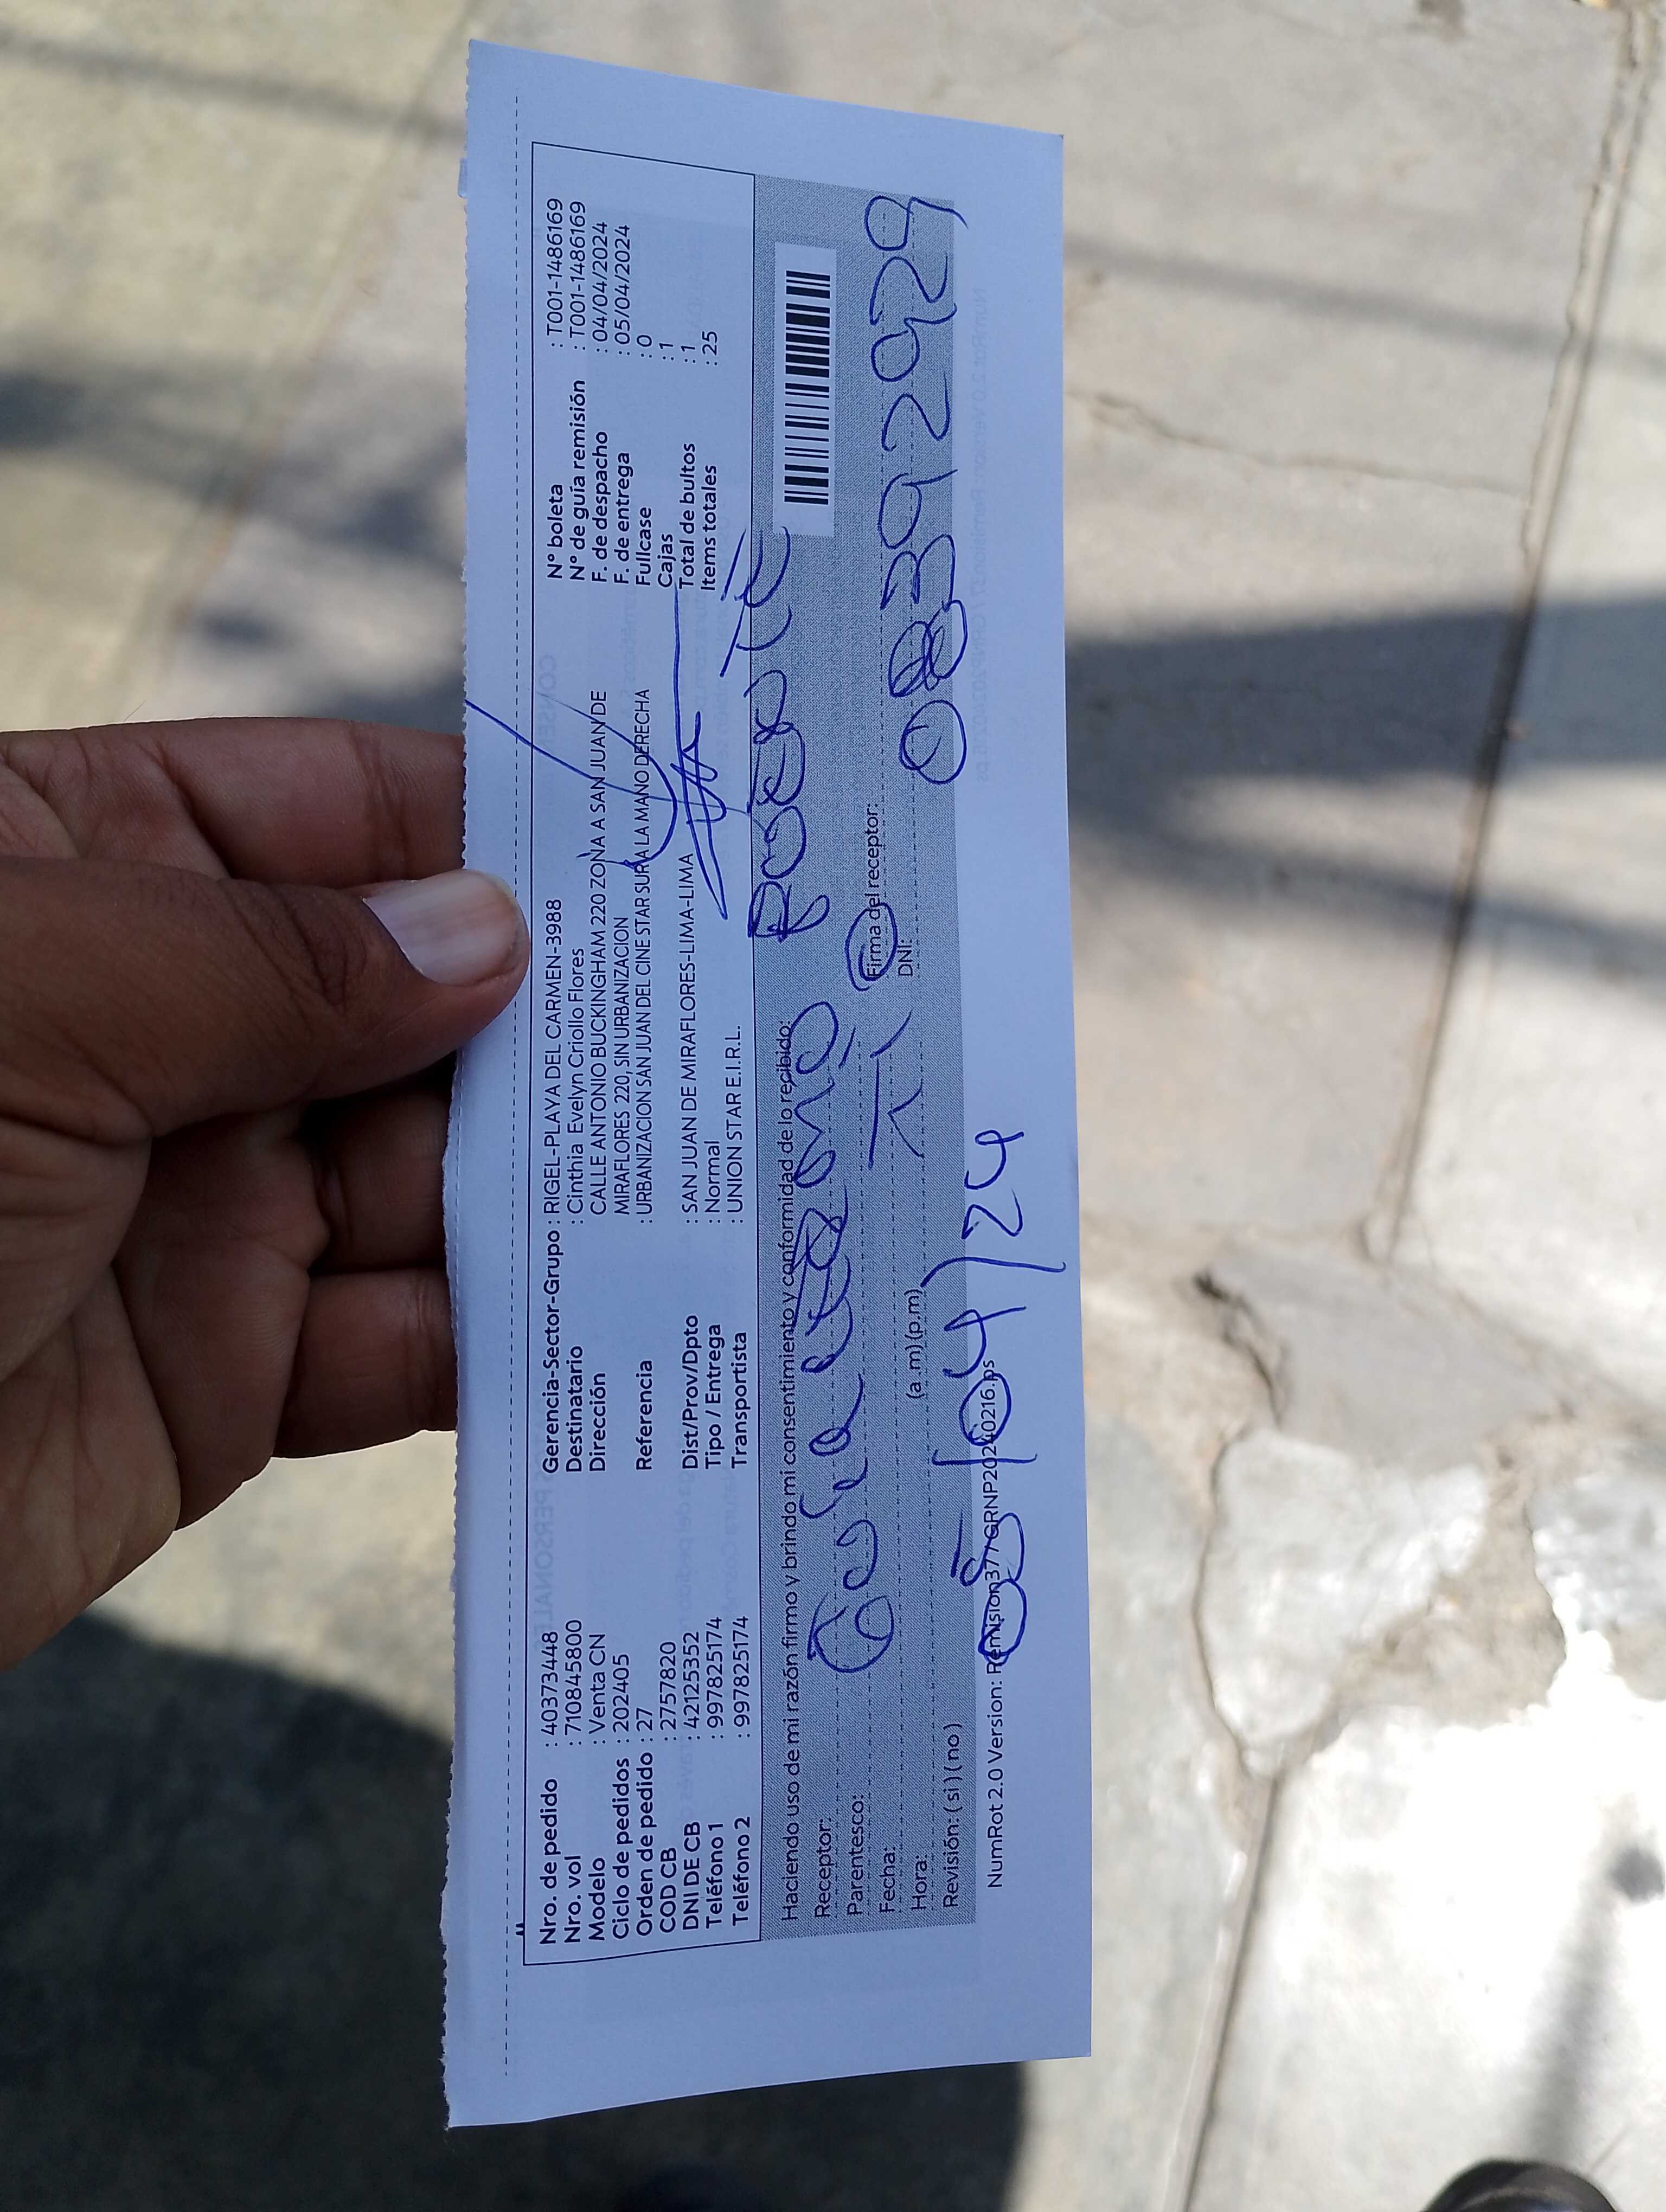 Nro. de pedido : 40373448
Nro. vol : 710845800
Modelo : Venta CN
Ciclo de pedidos : 202405
Orden de pedido : 27
COD CB : 2757820
DNI DE CB : 42125352
Teléfono 1 : 997825174
Teléfono 2 : 997825174
Gerencia-Sector-Grupo : RIGEL-PLAYA DEL CARMEN-3988
Destinatario : Cinthia Evelyn Criollo Flores
Dirección CALLE ANTONIO BUCKINGHAM 220 ZONA A SAN JUAN DE
MIRAFLORES 220, SIN URBANIZACION
Referencia : URBANIZACION SAN JUAN DEL CINE STAR SUR A LA MANO DERECHA
Dist/Prov/Dpto : SAN JUAN DE MIRAFLORES-LIMA-LIMA
Tipo / Entrega : Normal
Transportista : UNION STAR E.I.R.L.
N° boleta : T001-1486169
N° de guía remisión : T001-1486169
F. de despacho : 04/04/2024
F. de entrega : 05/04/2024
Fullcase : 0
Cajas : 1
Total de bultos : 1
Items totales : 25
Haciendo uso de mi razón firmo y brindo mi consentimiento y conformidad de lo recibido:
Receptor:
Parentesco:
Fecha:
Hora: (a.m) (p.m)
Revisión: ( si ) ( no )
Firma del receptor:
DNI: 08392929
05/04/24
NumRot 2.0 Version: Remision377GRNP20240216.ps